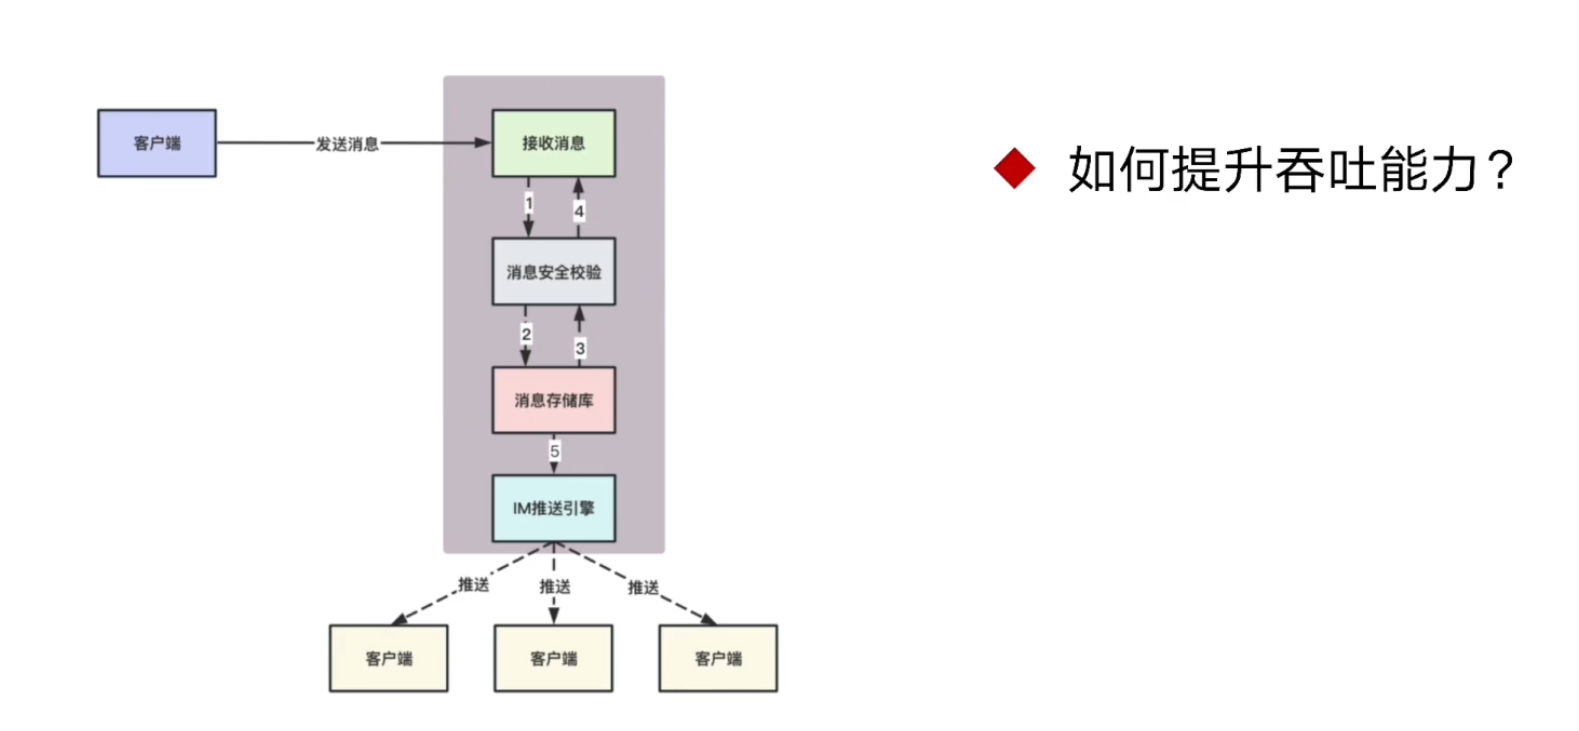 如何提升吞吐能力?
客户端
发送消息
接收消息
1
4
消息安全校验
2
3
消息存储库
5
IM推送引擎
推送
推送
推送
客户端
客户端
客户端